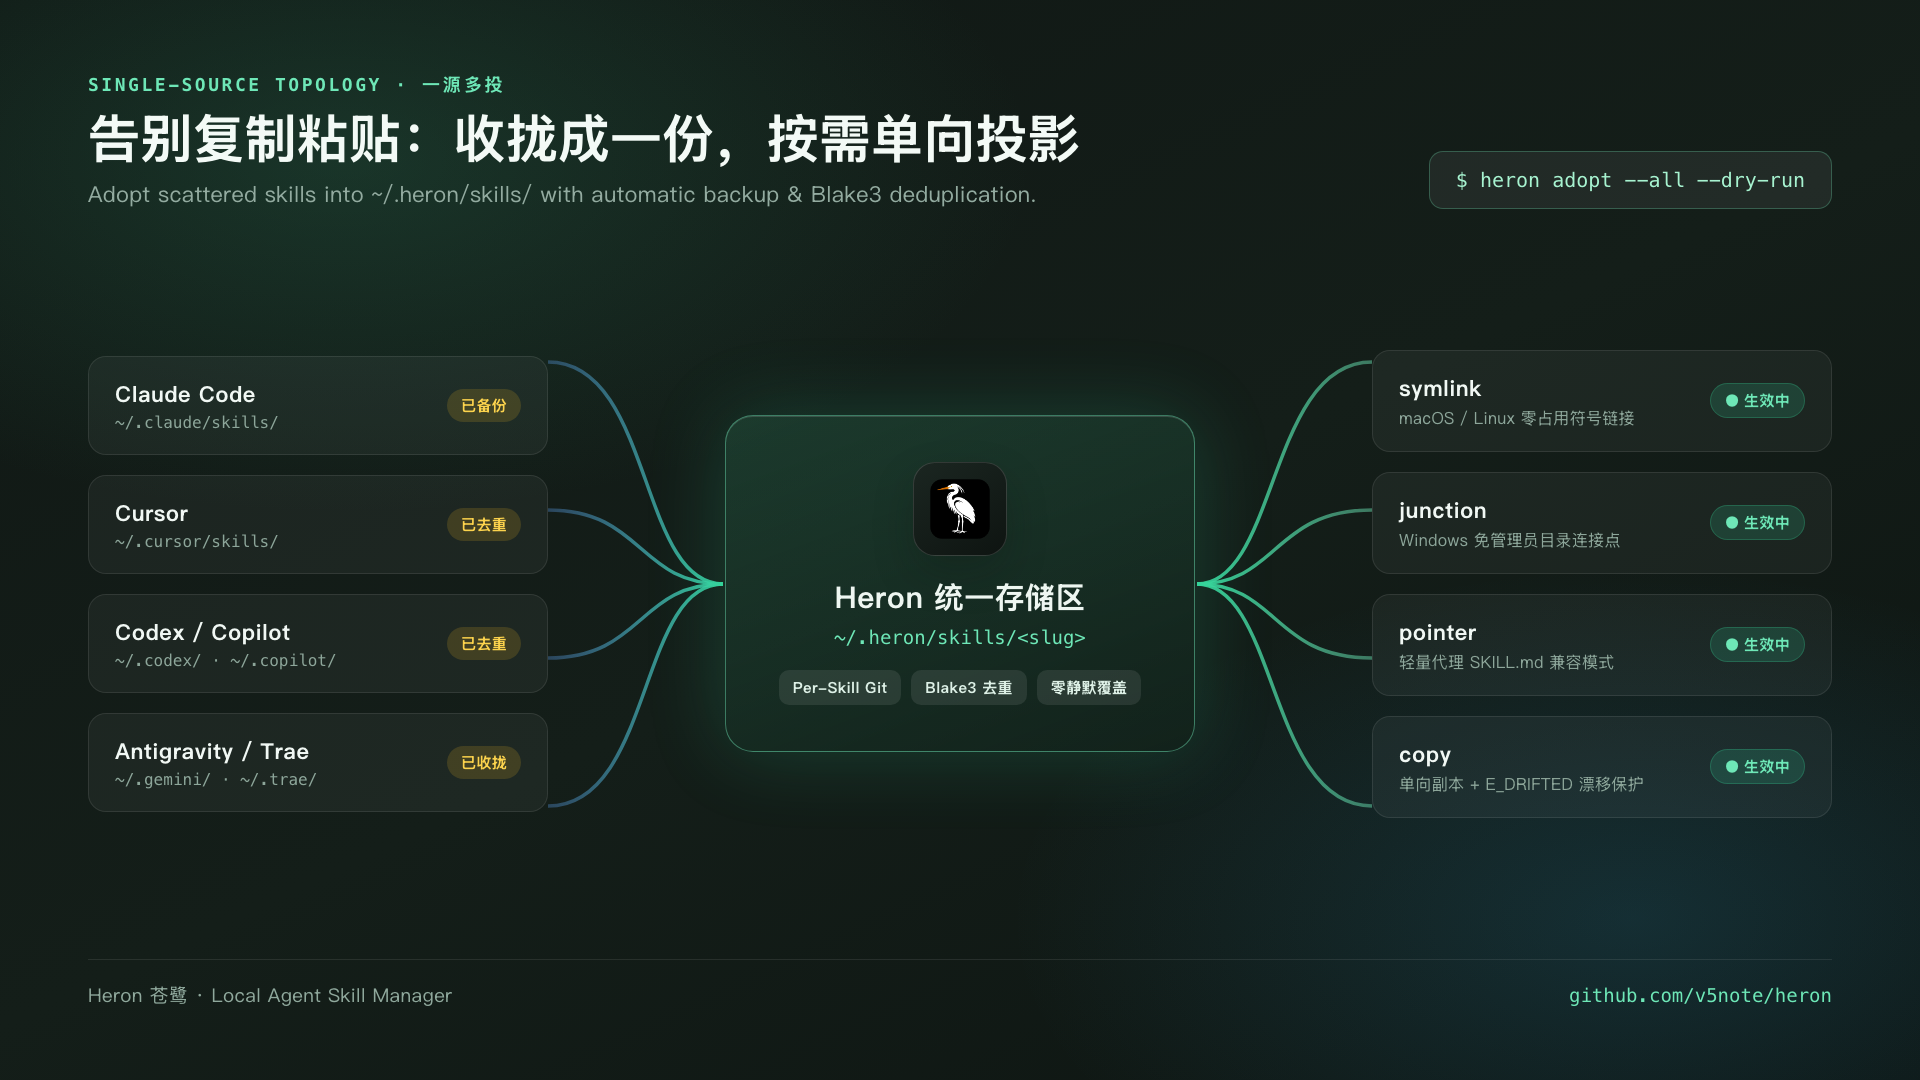 SINGLE-SOURCE TOPOLOGY · 一源多投
告别复制粘贴：收拢成一份，按需单向投影
Adopt scattered skills into ~/.heron/skills/ with automatic backup & Blake3 deduplication.
$ heron adopt --all --dry-run
Claude Code
~/.claude/skills/
已备份
Cursor
~/.cursor/skills/
已去重
Codex / Copilot
~/.codex/ · ~/.copilot/
已去重
Antigravity / Trae
~/.gemini/ · ~/.trae/
已收拢
Heron 统一存储区
~/.heron/skills/<slug>
Per-Skill Git
Blake3 去重
零静默覆盖
symlink
macOS / Linux 零占用符号链接
生效中
junction
Windows 免管理员目录连接点
生效中
pointer
轻量代理 SKILL.md 兼容模式
生效中
copy
单向副本 + E_DRIFTED 漂移保护
生效中
Heron 苍鹭 · Local Agent Skill Manager
github.com/v5note/heron